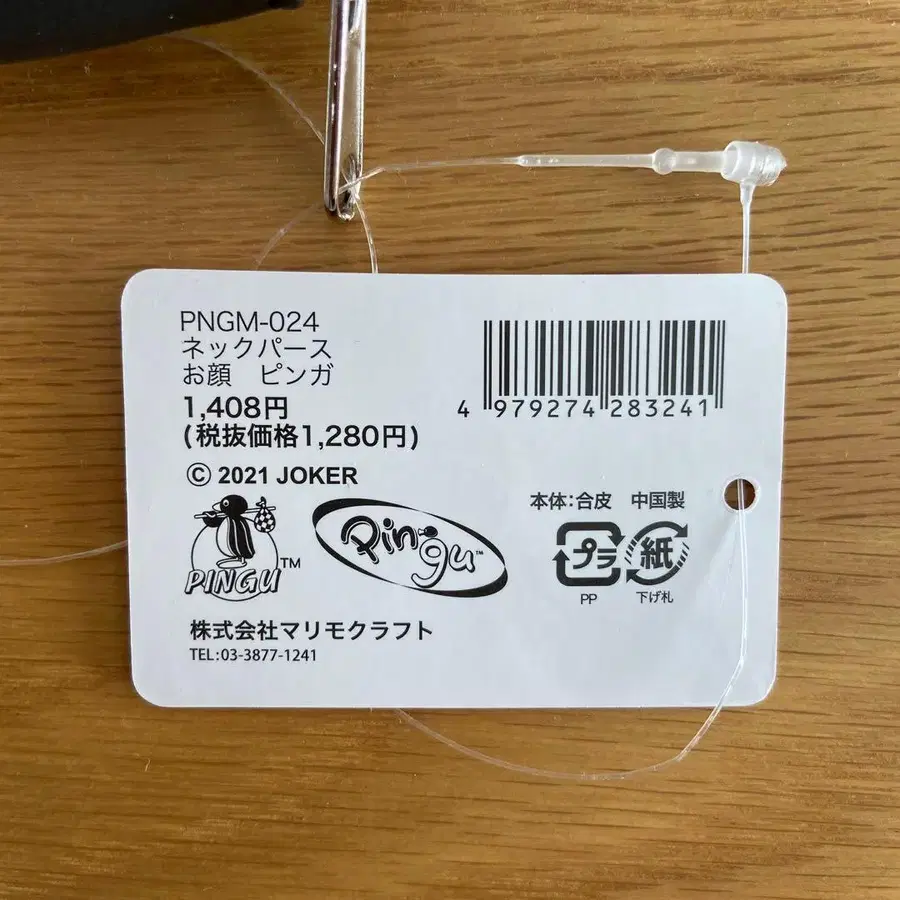 PNGM-024
ネックパース
お顔　ピンガ
1,408円
(税抜価格1,280円)
© 2021 JOKER
4 979274 283241
PINGU™
Pingu™
本体:合皮　中国製
プラ 紙
PP 下げ札
株式会社マリモクラフト
TEL:03-3877-1241